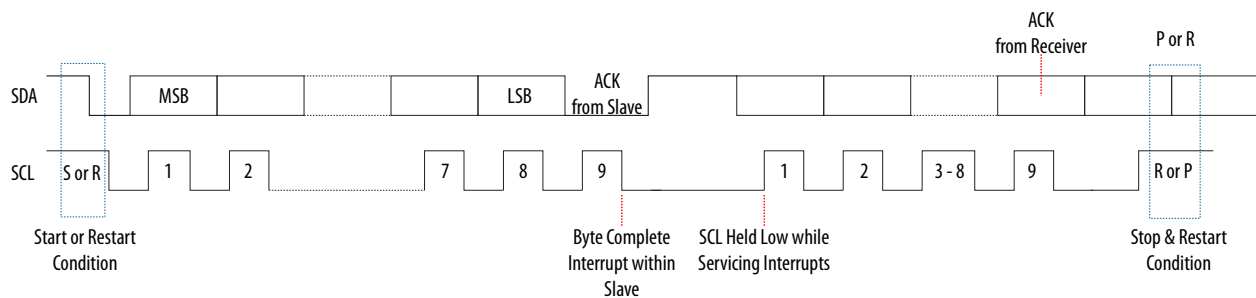 ACK
from Receiver
P or R
SDA
MSB
LSB
ACK
from Slave
SCL
S or R
1
2
7
8
9
1
2
3 - 8
9
R or P
Start or Restart
Condition
Byte Complete
Interrupt within
Slave
SCL Held Low while
Servicing Interrupts
Stop & Restart
Condition